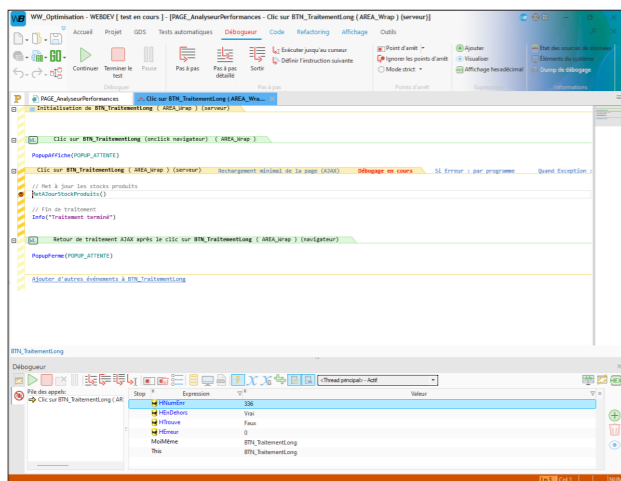 WW_Optimisation - WEBDEV [ test en cours ] - [PAGE_AnalyseurPerformances - Clic sur BTN_TraitementLong ( AREA_Wrap ) (serveur)]
Accueil Projet GDS Tests automatiques Débogueur Code Refactoring Affichage Outils
Continuer Terminer le test Pause Pas à pas Pas à pas détaillé Sortir
Exécuter jusqu'au curseur
Définir l'instruction suivante
Point d'arrêt
Ignorer les points d'arrêt
Mode strict
Ajouter
Visualiser
Affichage hexadécimal
Etat des sources de données
Eléments du système
Dump de débogage
Débogueur Pas à pas Points d'arrêt Expressions Informations
PAGE_AnalyseurPerformances Clic sur BTN_TraitementLong ( AREA_Wra...
Initialisation de BTN_TraitementLong ( AREA_Wrap ) (serveur)
WL Clic sur BTN_TraitementLong (onclick navigateur) ( AREA_Wrap )
PopupAffiche(POPUP_ATTENTE)
Clic sur BTN_TraitementLong ( AREA_Wrap ) (serveur) Rechargement minimal de la page (AJAX) Débogage en cours Si Erreur : par programme Quand Exception :
// Met à jour les stocks produits
MetAJourStockProduits()
// Fin de traitement
Info("Traitement terminé")
WL Retour de traitement AJAX après le clic sur BTN_TraitementLong ( AREA_Wrap ) (navigateur)
PopupFerme(POPUP_ATTENTE)
Ajouter d'autres événements à BTN_TraitementLong
BTN_TraitementLong
Débogueur
<Thread principal> - Actif
Pile des appels: Stop Expression Valeur
Clic sur BTN_TraitementLong ( AR
HNumEnr 336
HEnDehors Vrai
HTrouve Faux
HErreur 0
MoiMême BTN_TraitementLong
This BTN_TraitementLong